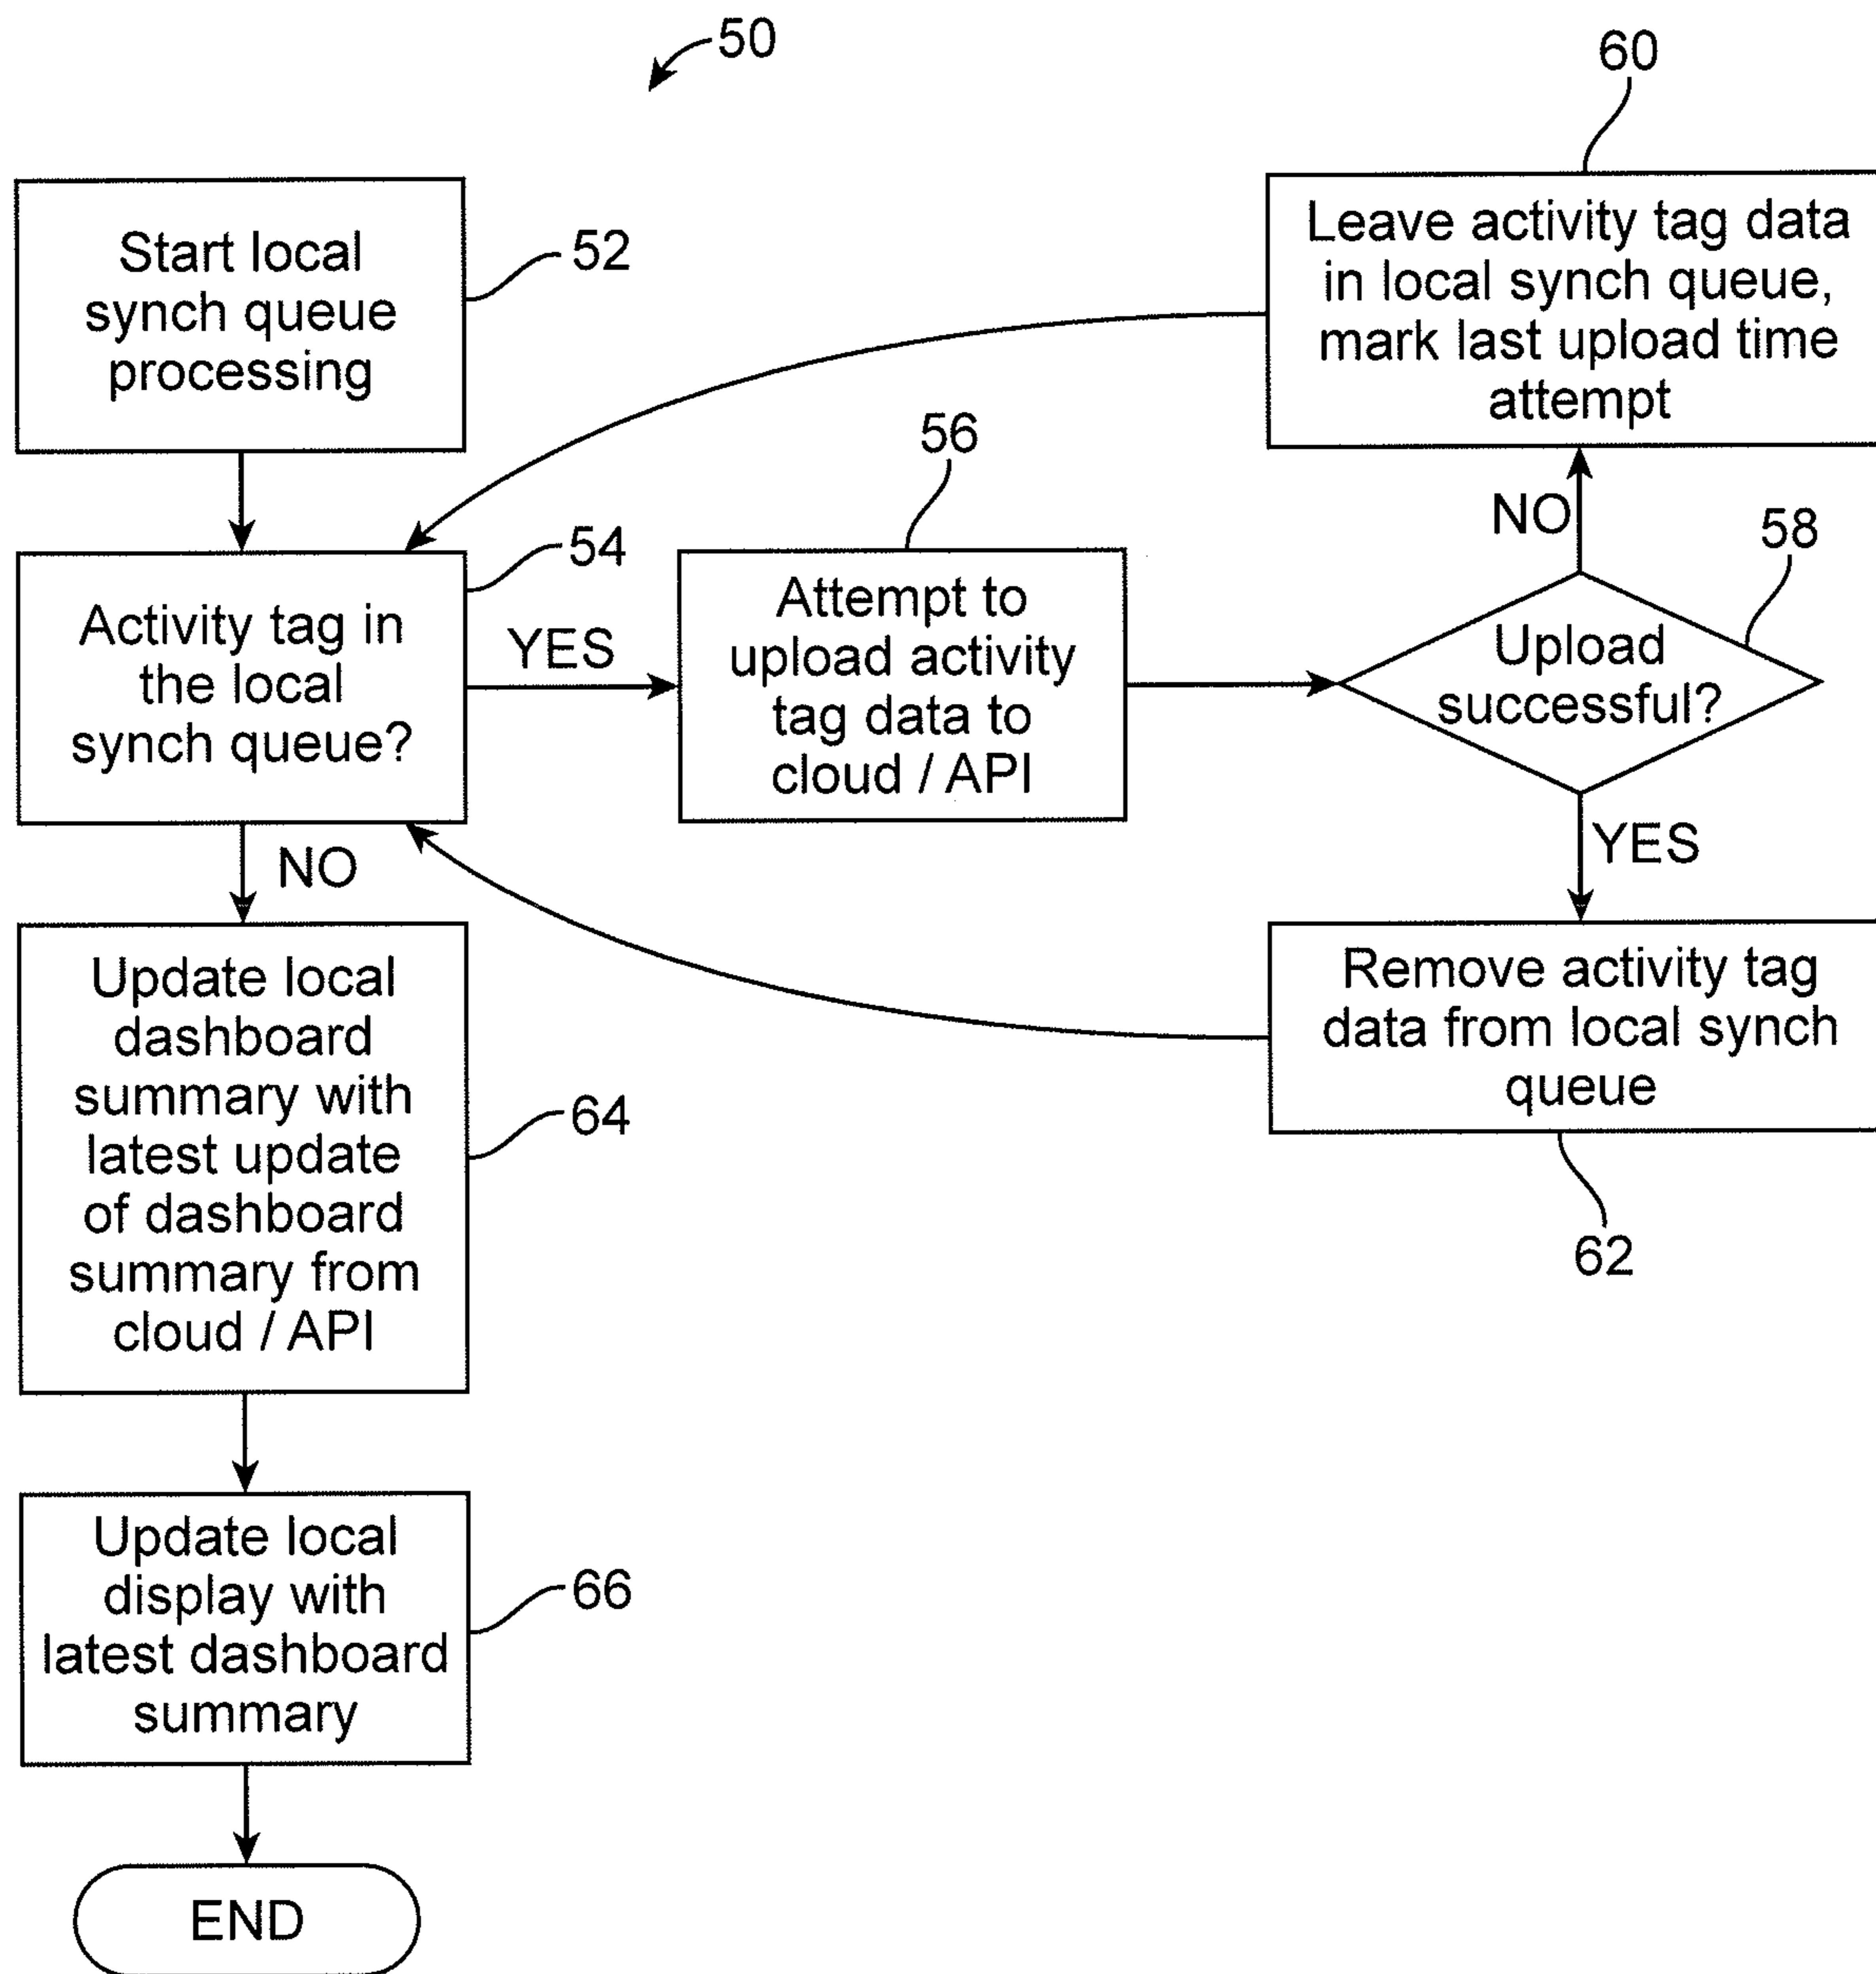 50
60
Start local
synch queue
processing
52
Leave activity tag data
in local synch queue,
mark last upload time
attempt
56
54
NO
58
Activity tag in
the local
synch queue?
YES
Attempt to
upload activity
tag data to
cloud / API
Upload
successful?
NO
YES
Update local
dashboard
summary with
latest update
of dashboard
summary from
cloud / API
64
Remove activity tag
data from local synch
queue
62
Update local
display with
latest dashboard
summary
66
END